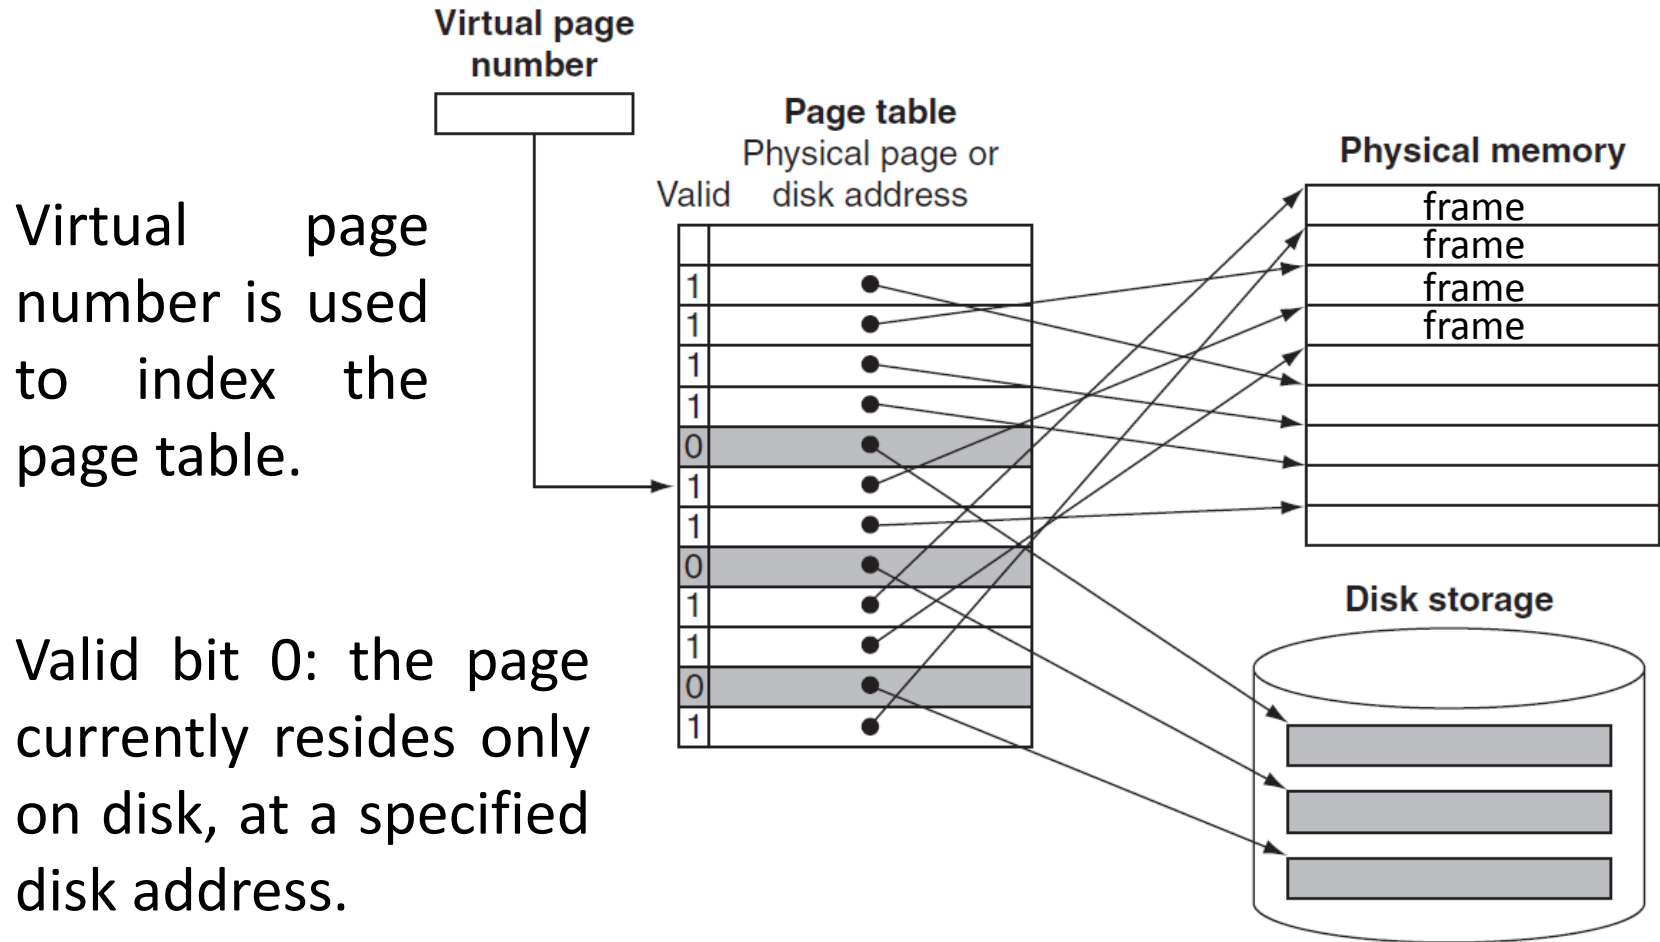 Virtual page
number
Virtual page
number is used
to index the
page table.
Valid bit 0: the page
currently resides only
on disk, at a specified
disk address.
Page table
Physical page or
Valid disk address
1
1
1
1
0
1
1
0
1
1
0
1
Physical memory
frame
frame
frame
frame
Disk storage